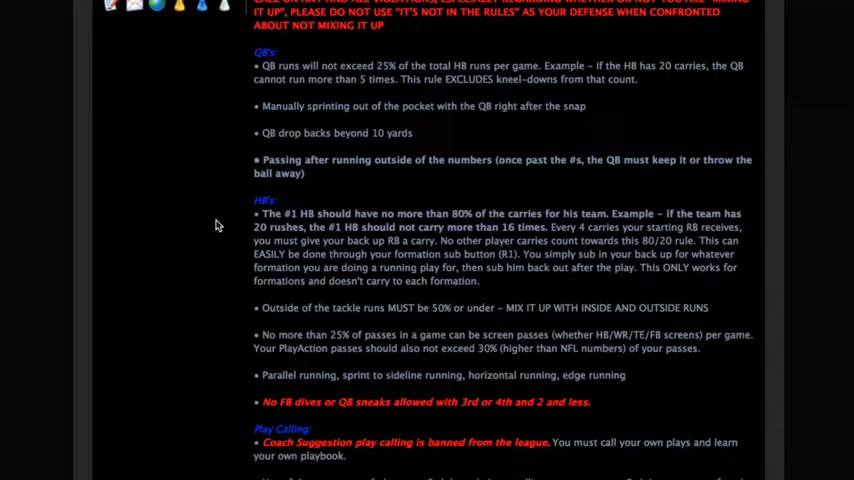 CALL OR ANY AND ALL VIOLATIONS, ESPECIALLY REGARDING WHETHER OR NOT YOU ARE "MIXING
IT UP", PLEASE DO NOT USE "IT'S NOT IN THE RULES" AS YOUR DEFENSE WHEN CONFRONTED
ABOUT NOT MIXING IT UP
QB's:
• QB runs will not exceed 25% of the total HB runs per game. Example - if the HB has 20 carries, the QB
cannot run more than 5 times. This rule EXCLUDES kneel-downs from that count.
• Manually sprinting out of the pocket with the QB right after the snap
• QB drop backs beyond 10 yards
• Passing after running outside of the numbers (once past the #s, the QB must keep it or throw the
ball away)
HB's:
• The #1 HB should have no more than 80% of the carries for his team. Example - if the team has
20 rushes, the #1 HB should not carry more than 16 times. Every 4 carries your starting RB receives,
you must give your back up RB a carry. No other player carries count towards this 80/20 rule. This can
EASILY be done through your formation sub button (R1). You simply sub in your back up for whatever
formation you are doing a running play for, then sub him back out after the play. This ONLY works for
formations and doesn't carry to each formation.
• Outside of the tackle runs MUST be 50% or under - MIX IT UP WITH INSIDE AND OUTSIDE RUNS
• No more than 25% of passes in a game can be screen passes (whether HB/WR/TE/FB screens) per game.
Your PlayAction passes should also not exceed 30% (higher than NFL numbers) of your passes.
• Parallel running, sprint to sideline running, horizontal running, edge running
• No FB dives or QB sneaks allowed with 3rd or 4th and 2 and less.
Play Calling:
• Coach Suggestion play calling is banned from the league. You must call your own plays and learn
your own playbook.